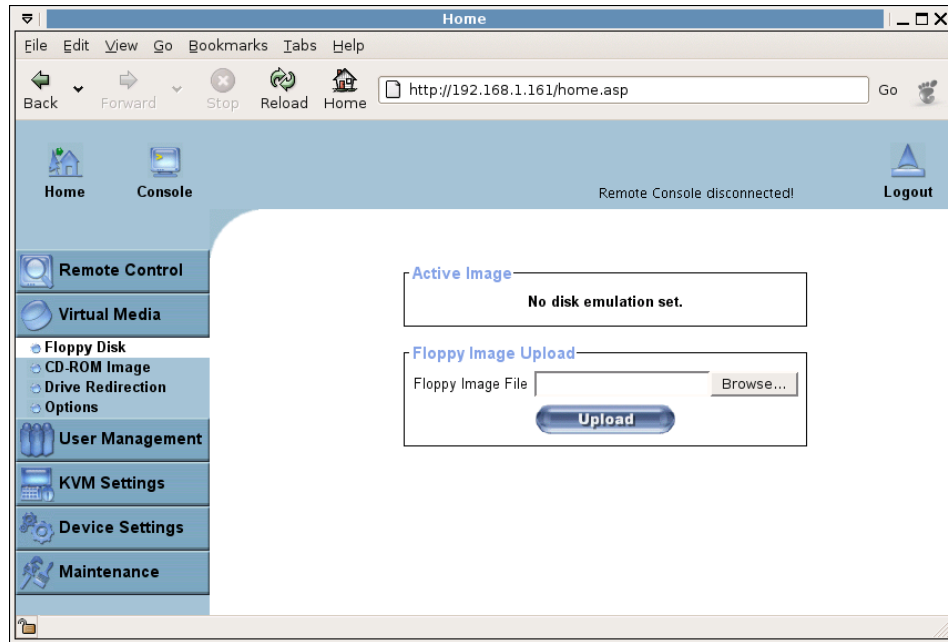 Home
File Edit View Go Bookmarks Tabs Help
Back Forward Stop Reload Home http://192.168.1.161/home.asp Go
Home Console Remote Console disconnected! Logout
Remote Control
Virtual Media
Floppy Disk
CD-ROM Image
Drive Redirection
Options
User Management
KVM Settings
Device Settings
Maintenance
Active Image
No disk emulation set.
Floppy Image Upload
Floppy Image File Browse...
Upload